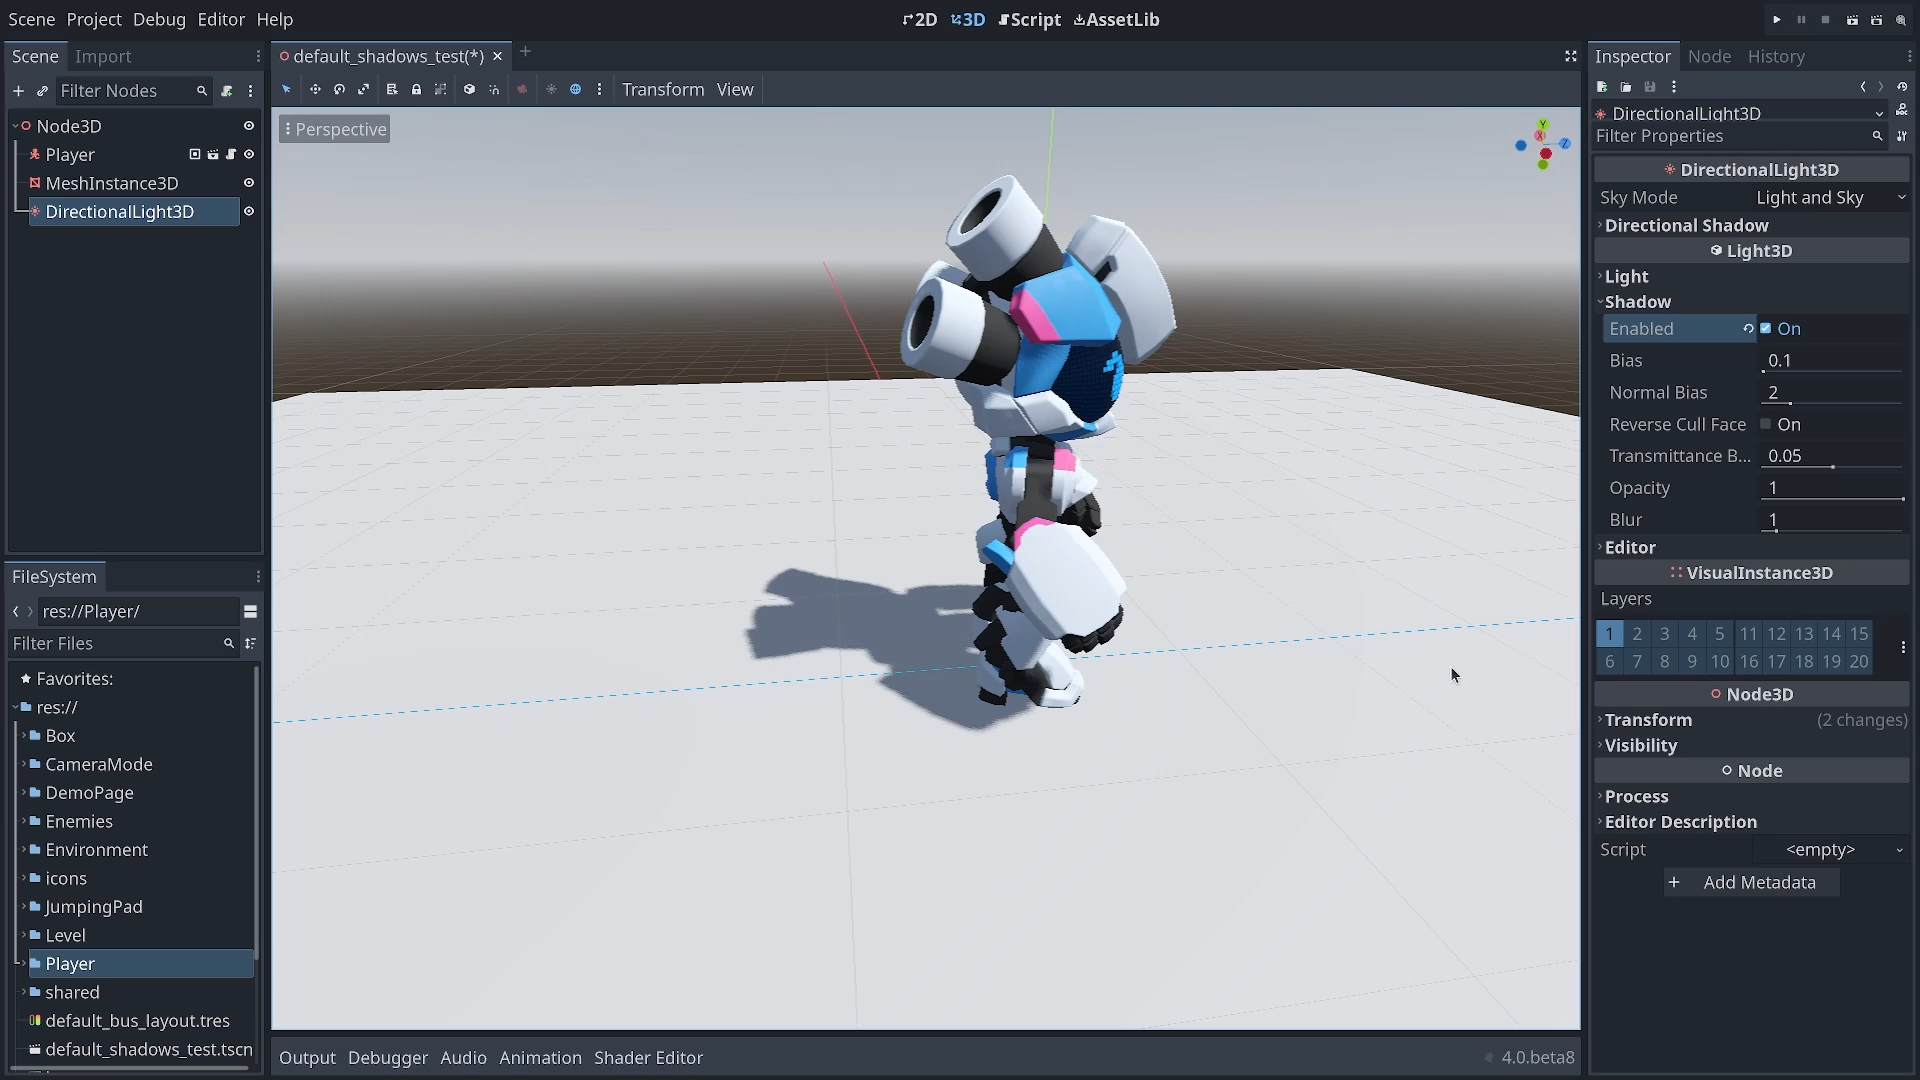 Scene Project Debug Editor Help
2D 3D Script AssetLib
Scene Import
Filter Nodes
Node3D
Player
MeshInstance3D
DirectionalLight3D
FileSystem
res://Player/
Filter Files
Favorites:
res://
Box
CameraMode
DemoPage
Enemies
Environment
icons
JumpingPad
Level
Player
shared
default_bus_layout.tres
default_shadows_test.tscn
default_shadows_test(*)
Transform View
Perspective
Y
X
Z
Output Debugger Audio Animation Shader Editor
4.0.beta8
Inspector Node History
DirectionalLight3D
Filter Properties
DirectionalLight3D
Sky Mode Light and Sky
Directional Shadow
Light3D
Light
Shadow
Enabled On
Bias 0.1
Normal Bias 2
Reverse Cull Face On
Transmittance B... 0.05
Opacity 1
Blur 1
Editor
VisualInstance3D
Layers
1 2 3 4 5 11 12 13 14 15
6 7 8 9 10 16 17 18 19 20
Node3D
Transform (2 changes)
Visibility
Node
Process
Editor Description
Script <empty>
Add Metadata